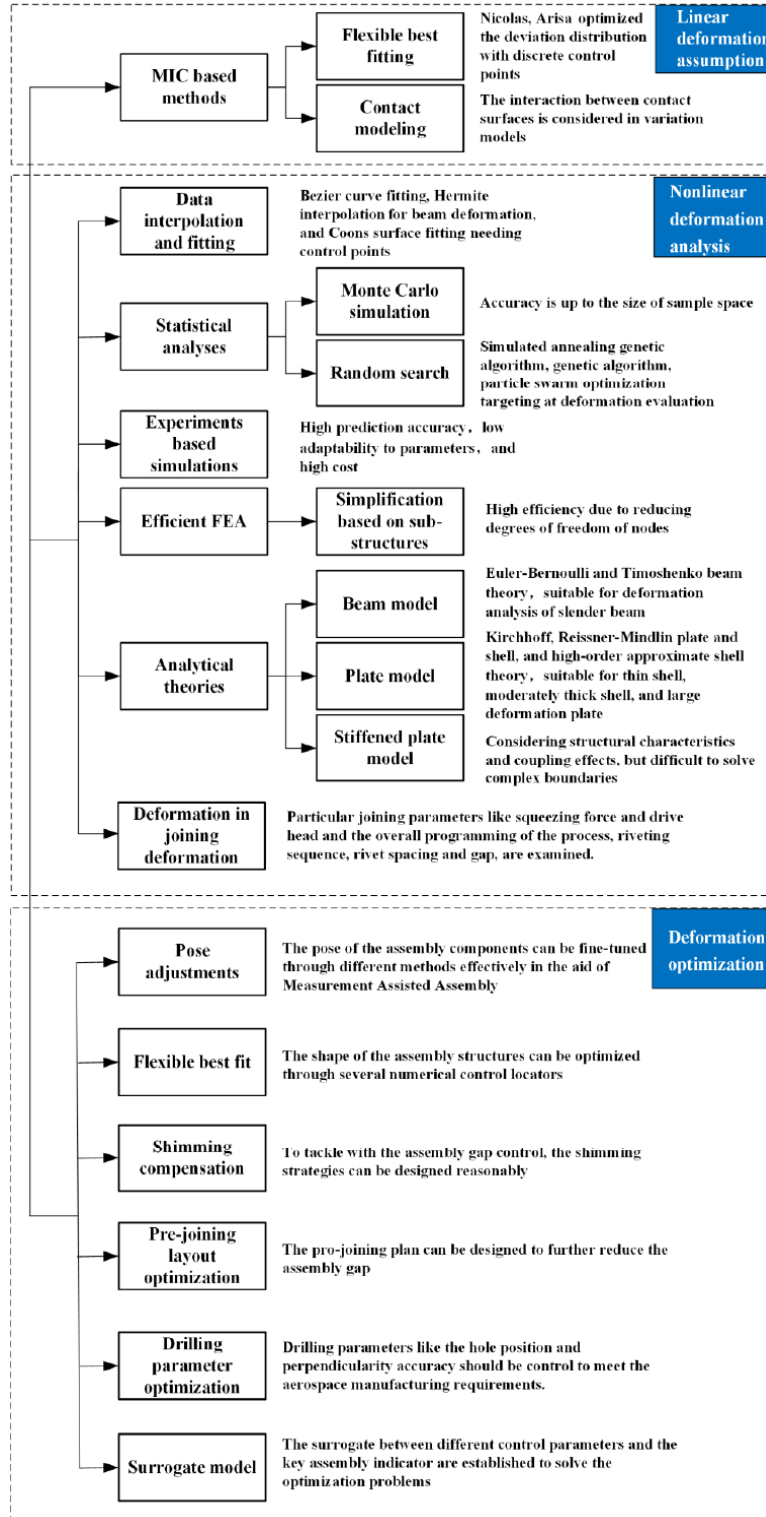 MIC based
methods
Flexible best
fitting
Nicolas, Arisa optimized
the deviation distribution
with discrete control
points
Linear
deformation
assumption
Contact
modeling
The interaction between contact
surfaces is considered in variation
models
Data
interpolation
and fitting
Bezier curve fitting, Hermite
interpolation for beam deformation,
and Coons surface fitting needing
control points
Nonlinear
deformation
analysis
Statistical
analyses
Monte Carlo
simulation
Accuracy is up to the size of sample space
Random search
Simulated annealing genetic
algorithm, genetic algorithm,
particle swarm optimization
targeting at deformation evaluation
Experiments
based
simulations
High prediction accuracy, low
adaptability to parameters, and
high cost
Efficient FEA
Simplification
based on sub-
structures
High efficiency due to reducing
degrees of freedom of nodes
Analytical
theories
Beam model
Euler-Bernoulli and Timoshenko beam
theory, suitable for deformation
analysis of slender beam
Plate model
Kirchhoff, Reissner-Mindlin plate and
shell, and high-order approximate shell
theory, suitable for thin shell,
moderately thick shell, and large
deformation plate
Stiffened plate
model
Considering structural characteristics
and coupling effects, but difficult to solve
complex boundaries
Deformation in
joining
deformation
Particular joining parameters like squeezing force and drive
head and the overall programming of the process, riveting
sequence, rivet spacing and gap, are examined.
Pose
adjustments
The pose of the assembly components can be fine-tuned
through different methods effectively in the aid of
Measurement Assisted Assembly
Deformation
optimization
Flexible best fit
The shape of the assembly structures can be optimized
through several numerical control locators
Shimming
compensation
To tackle with the assembly gap control, the shimming
strategies can be designed reasonably
Pre-joining
layout
optimization
The pro-joining plan can be designed to further reduce the
assembly gap
Drilling
parameter
optimization
Drilling parameters like the hole position and
perpendicularity accuracy should be control to meet the
aerospace manufacturing requirements.
Surrogate model
The surrogate between different control parameters and the
key assembly indicator are established to solve the
optimization problems